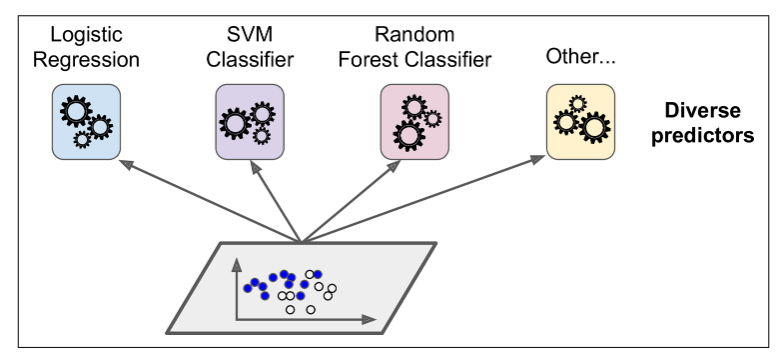 Logistic
Regression
SVM
Classifier
Random
Forest Classifier
Other...
Diverse
predictors